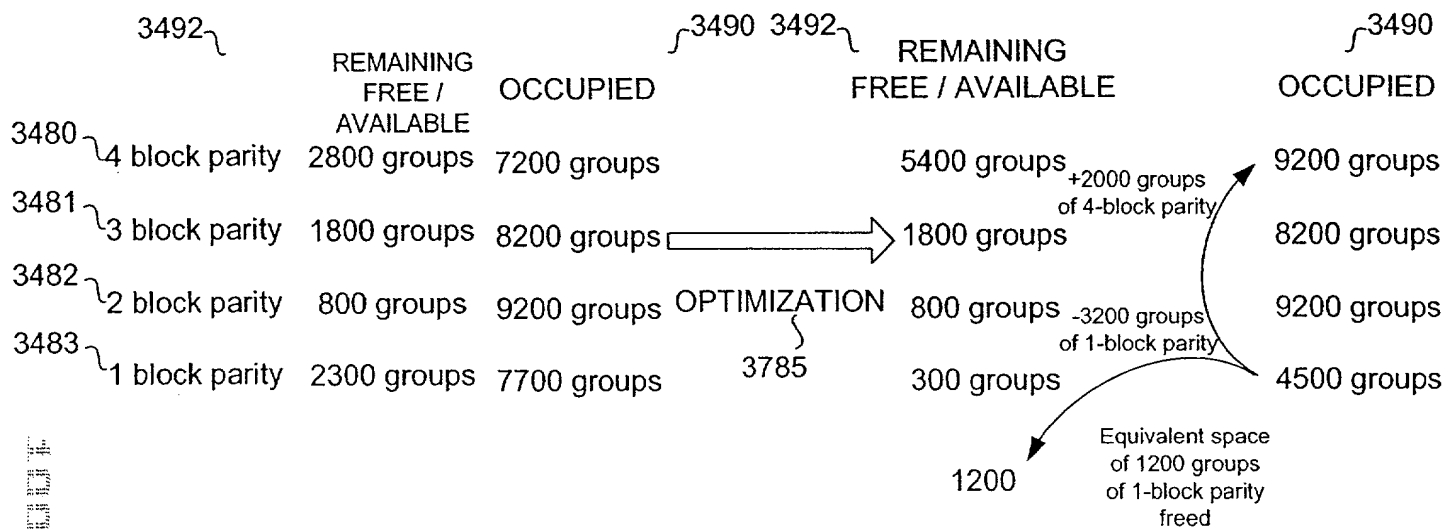 3492 3490 3492 3490
REMAINING
FREE /
AVAILABLE
OCCUPIED
REMAINING
FREE / AVAILABLE
OCCUPIED
3480
4 block parity 2800 groups 7200 groups 5400 groups 9200 groups
+2000 groups
of 4-block parity
3481
3 block parity 1800 groups 8200 groups 1800 groups 8200 groups
3482
2 block parity 800 groups 9200 groups OPTIMIZATION 800 groups 9200 groups
-3200 groups
of 1-block parity
3483
1 block parity 2300 groups 7700 groups 3785 300 groups 4500 groups
1200
Equivalent space
of 1200 groups
of 1-block parity
freed